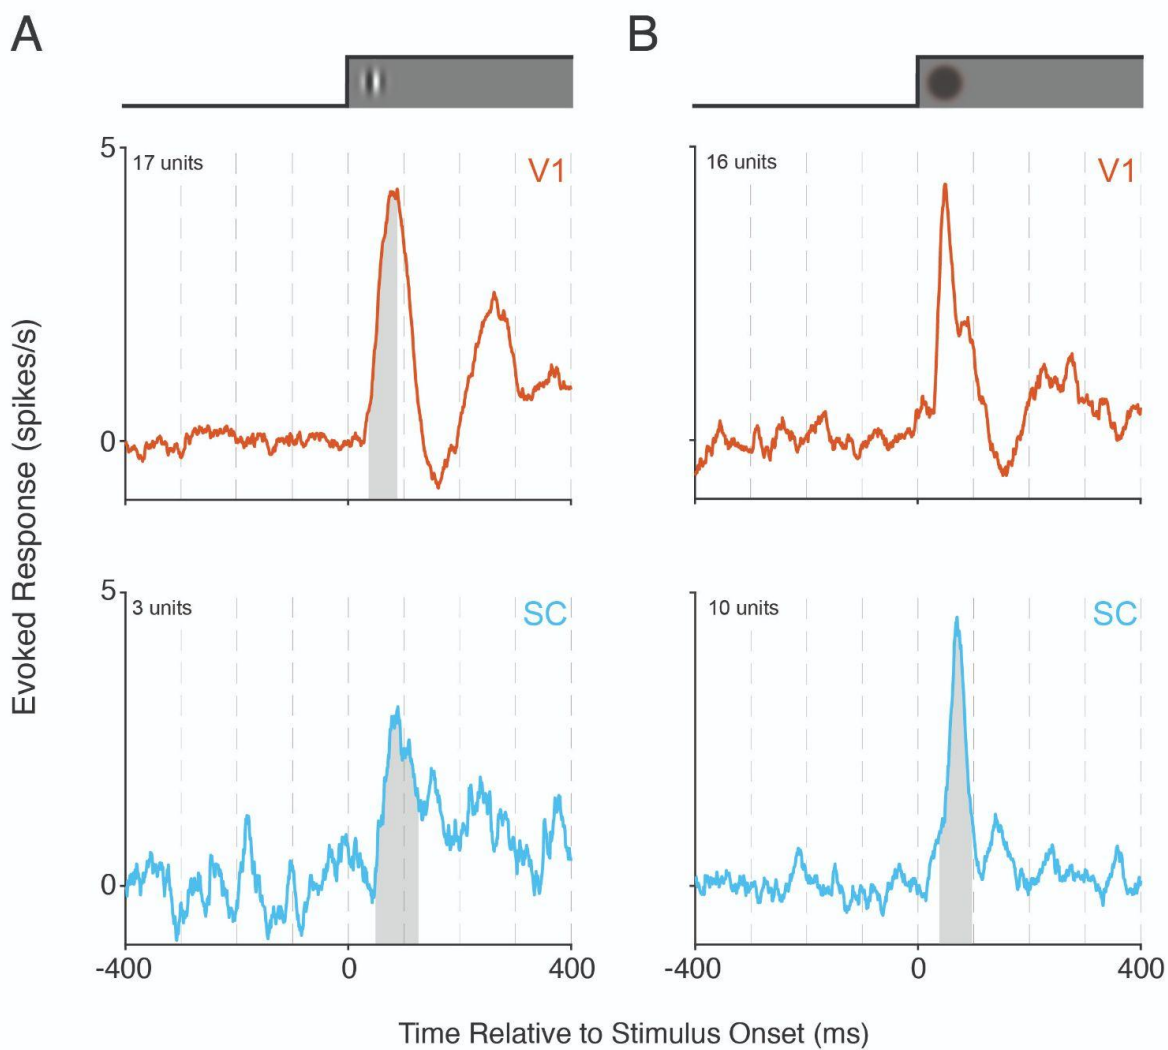 A
B
5
17 units
V1
16 units
V1
0
5
3 units
SC
10 units
SC
0
-400
0
400
-400
0
400
Evoked Response (spikes/s)
Time Relative to Stimulus Onset (ms)